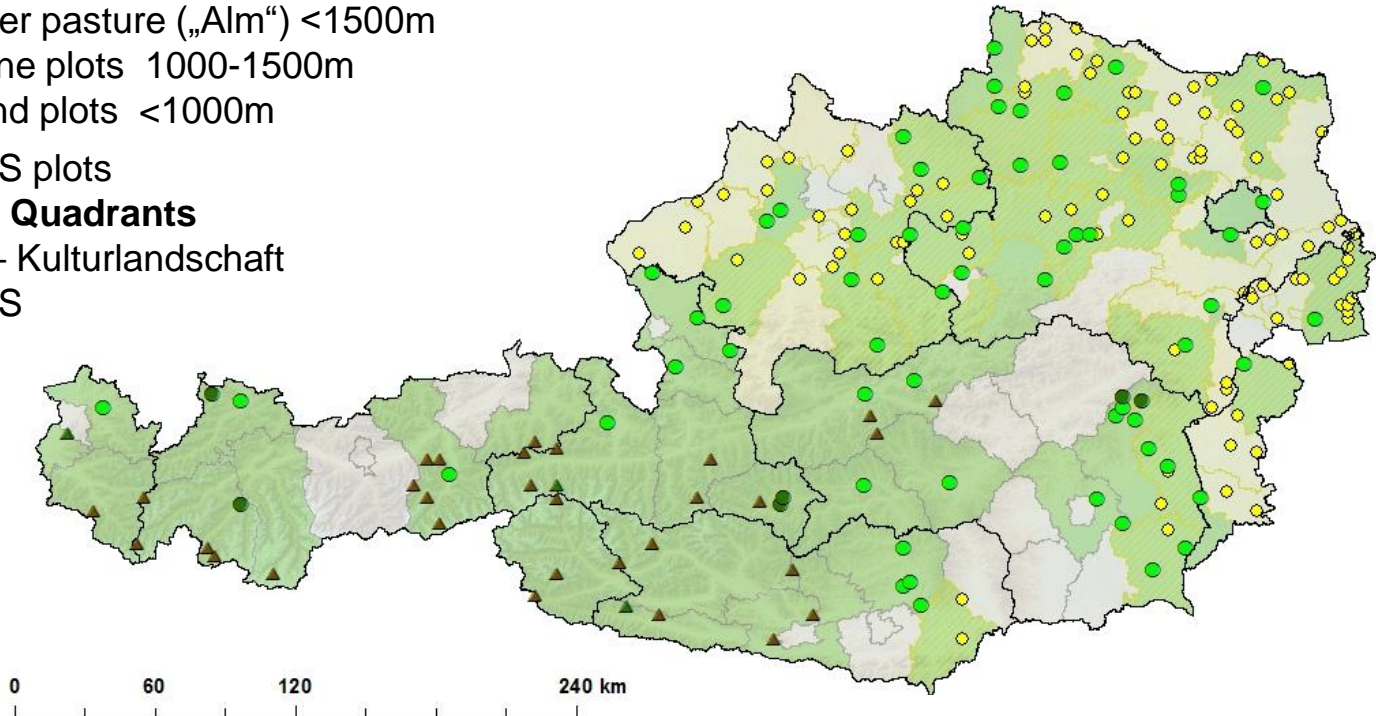 er pasture („Alm“) <1500m
ne plots 1000-1500m
nd plots <1000m
S plots
Quadrants
- Kulturlandschaft
S
0 60 120 240 km